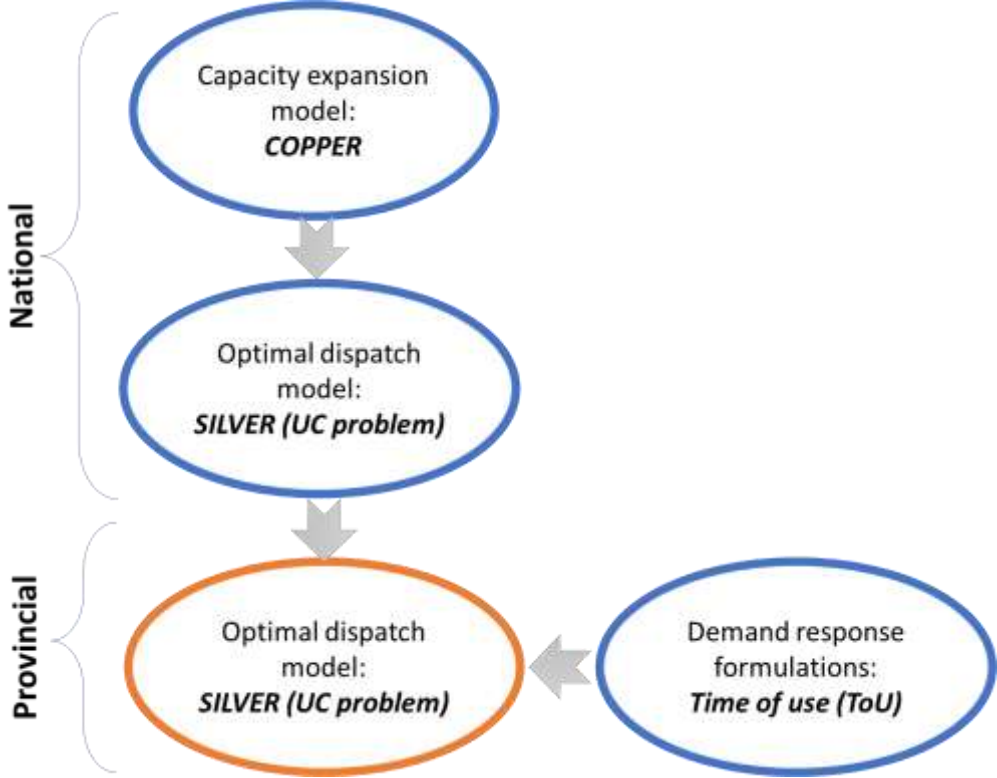 National
Capacity expansion
model:
COPPER
Optimal dispatch
model:
SILVER (UC problem)
Provincial
Optimal dispatch
model:
SILVER (UC problem)
Demand response
formulations:
Time of use (ToU)